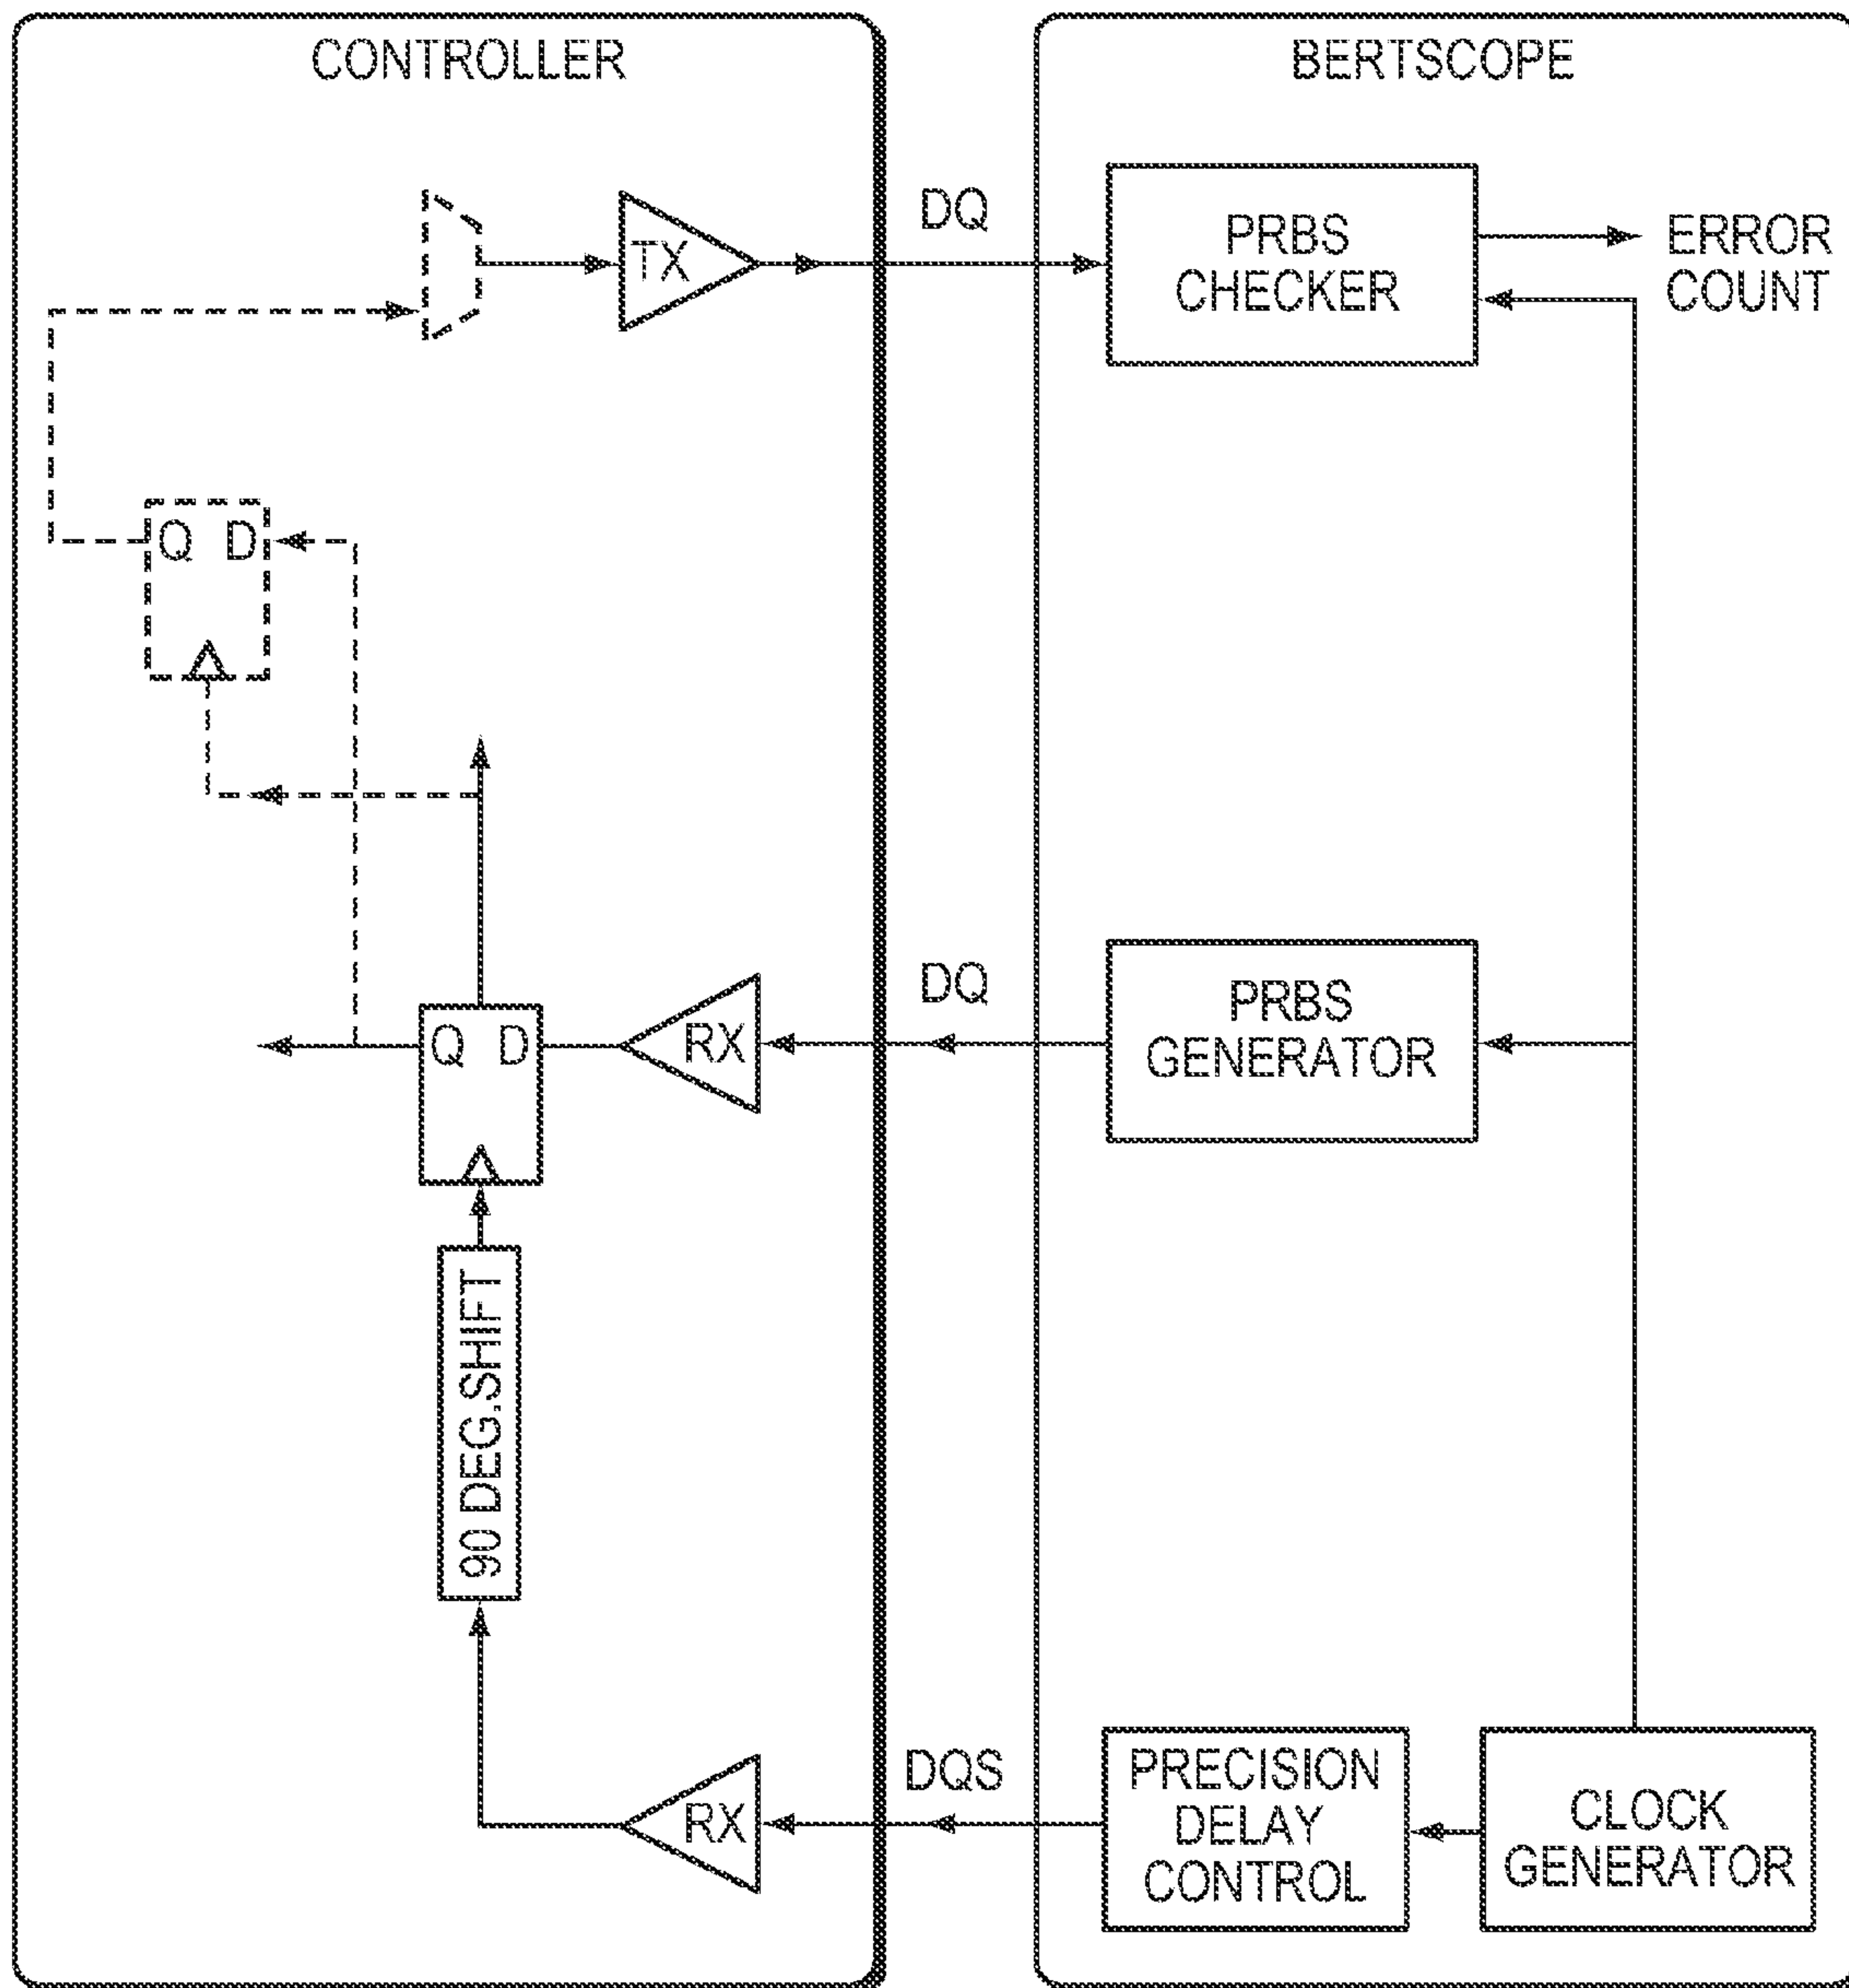 CONTROLLER
BERTSCOPE
TX
DQ
PRBS
CHECKER
ERROR
COUNT
Q D
Q D
RX
DQ
PRBS
GENERATOR
90 DEG.SHIFT
RX
DQS
PRECISION
DELAY
CONTROL
CLOCK
GENERATOR